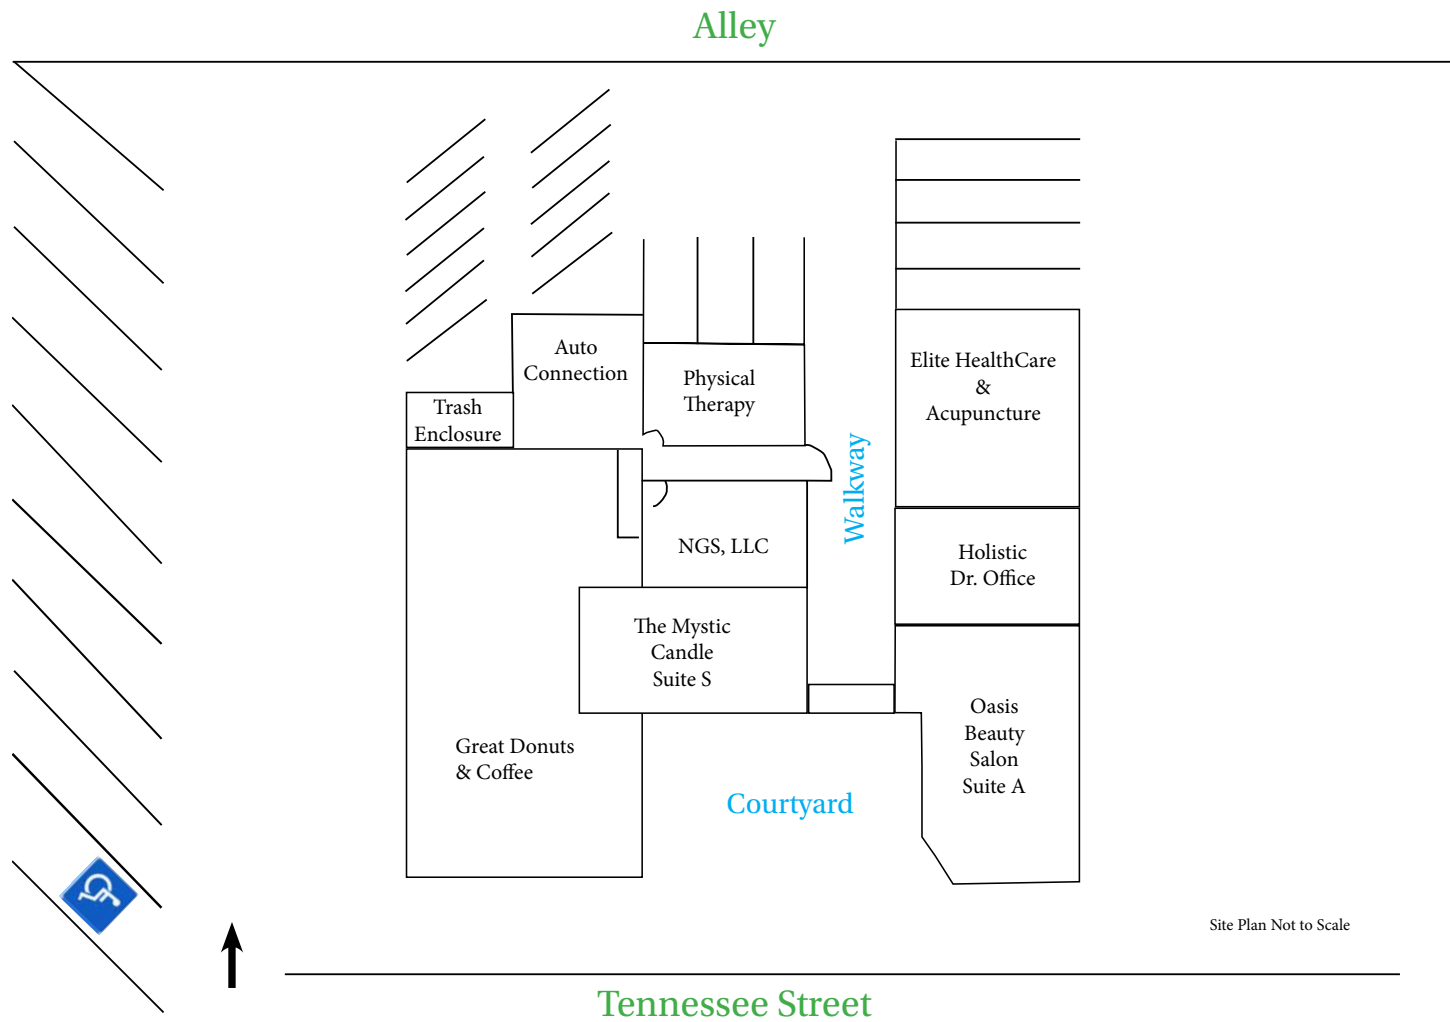 Alley
Auto
Connection
Physical
Therapy
Elite HealthCare
&
Acupuncture
Trash
Enclosure
Walkway
NGS, LLC
Holistic
Dr. Office
The Mystic
Candle
Suite S
Oasis
Beauty
Salon
Suite A
Great Donuts
& Coffee
Courtyard
Site Plan Not to Scale
Tennessee Street